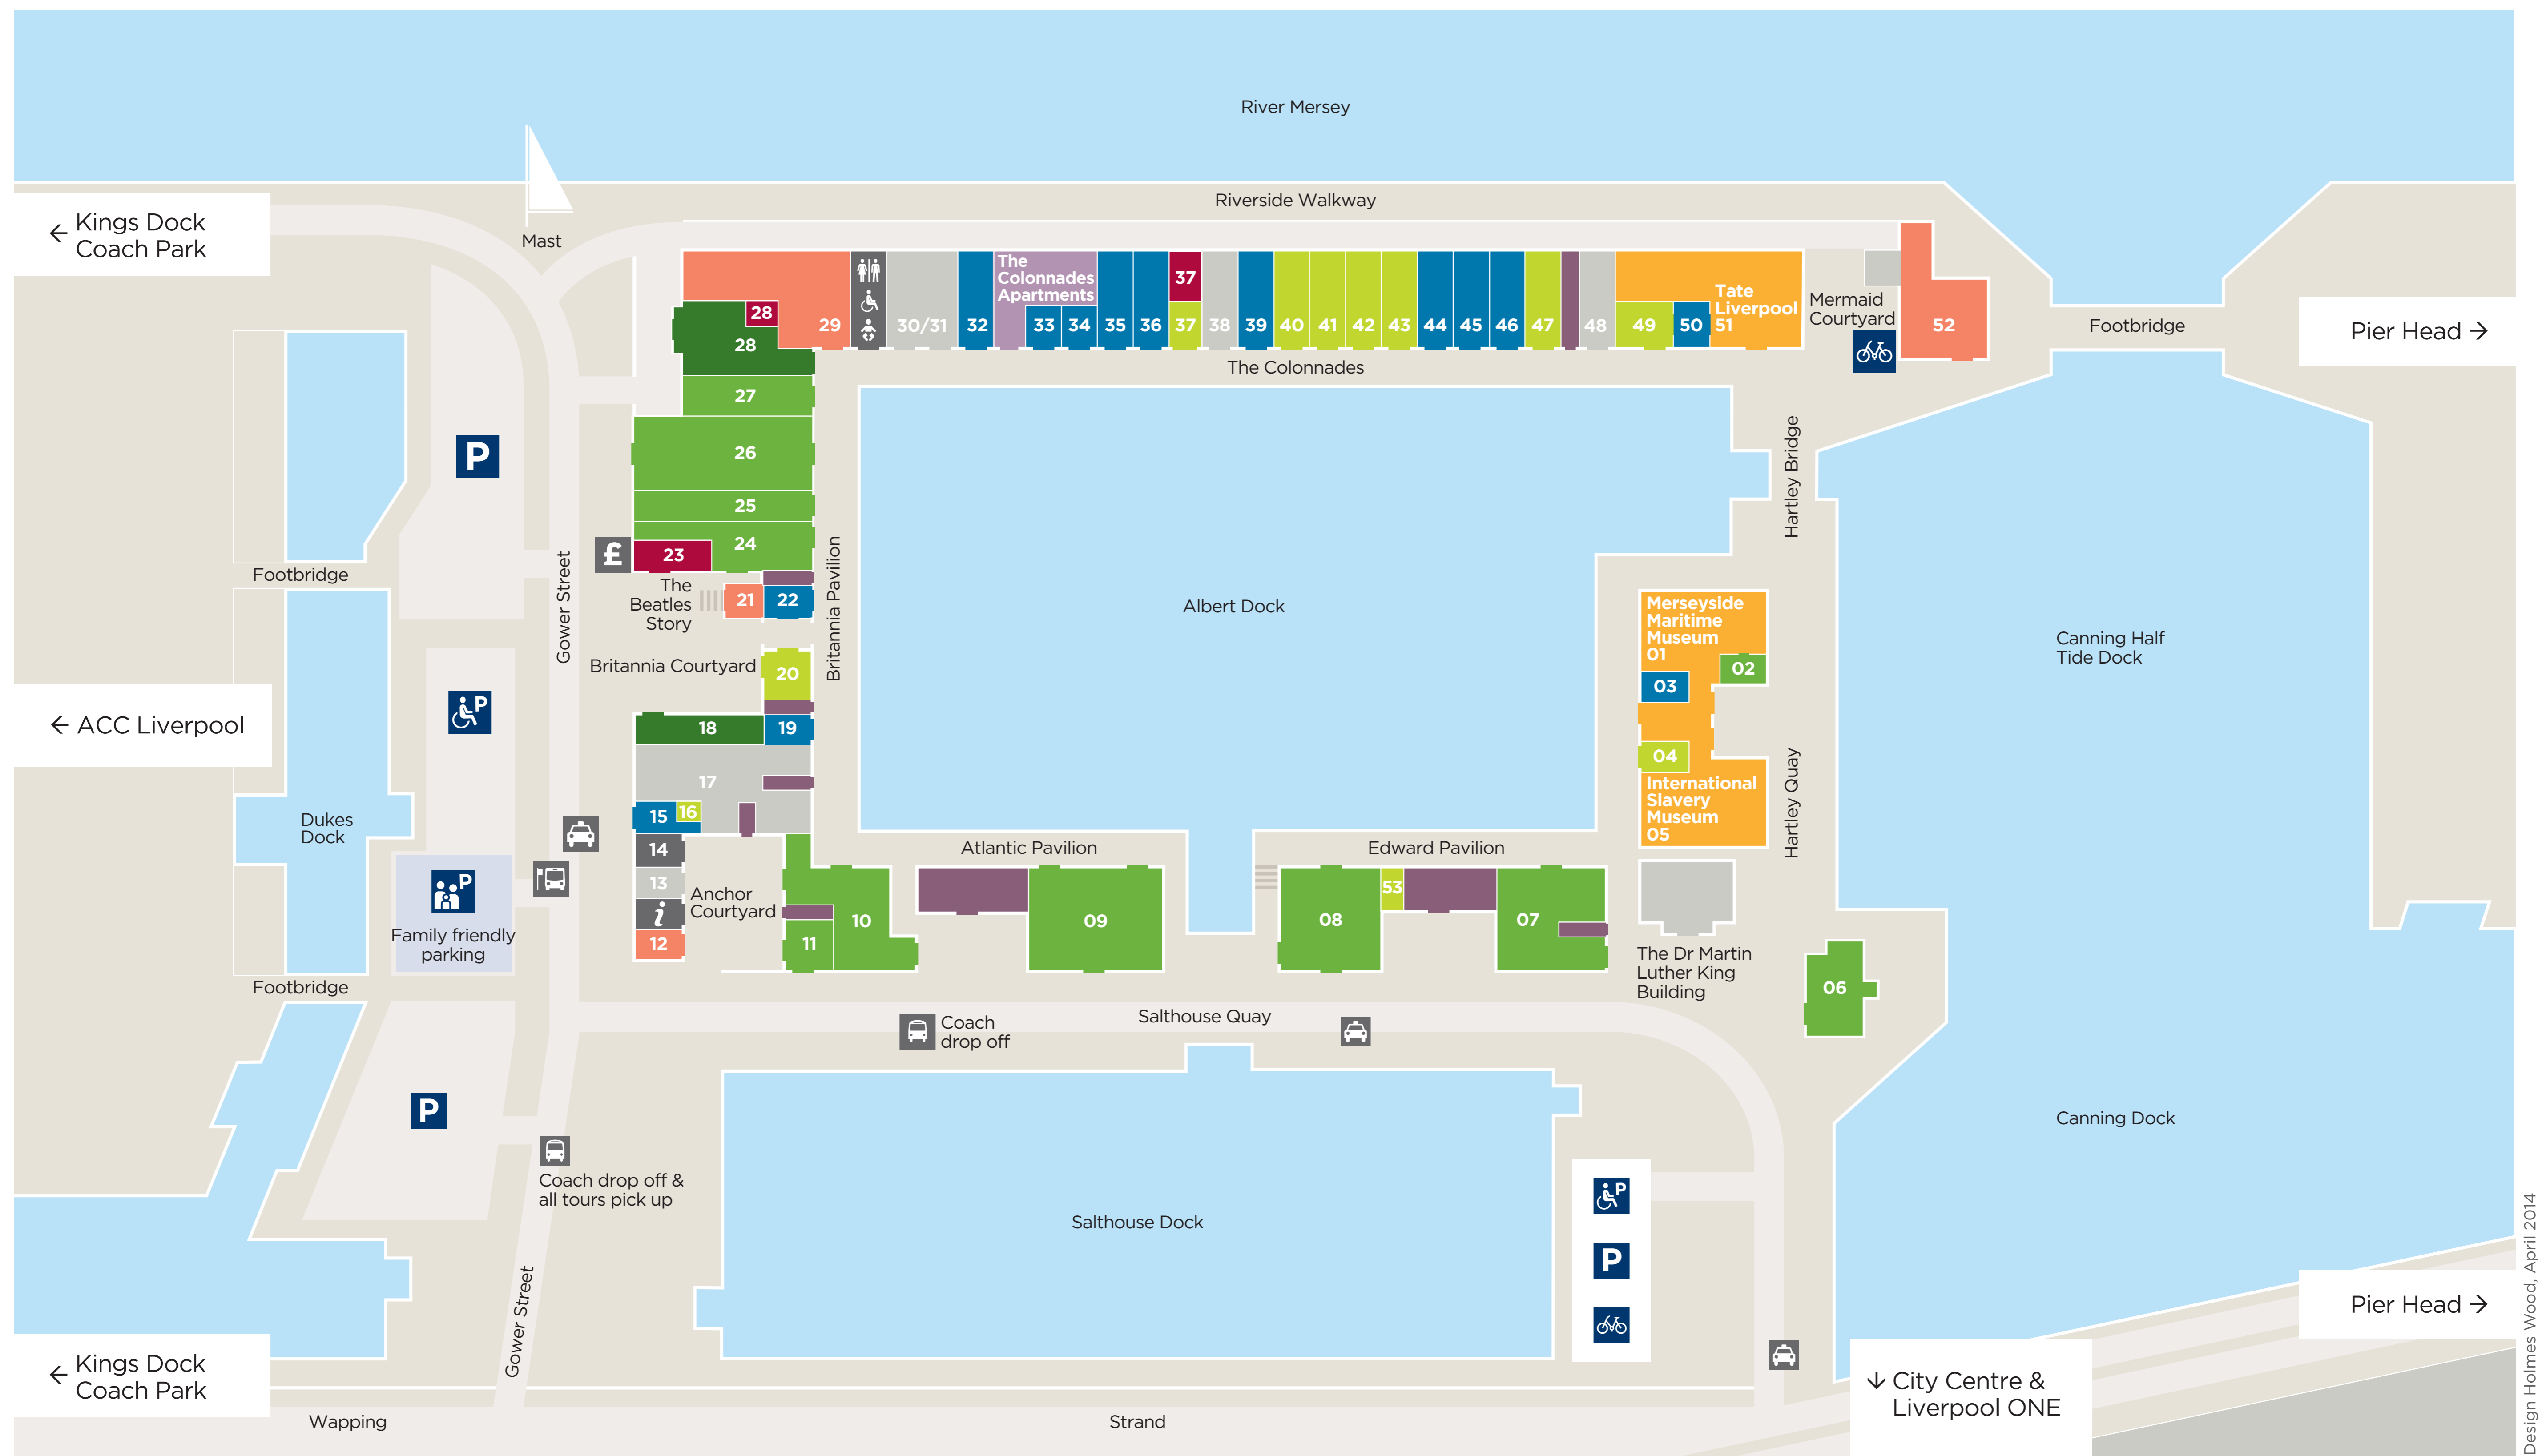 River Mersey
Riverside Walkway
← Kings Dock
Coach Park
Mast
28
28
29
30/31
32
The
Colonnades
Apartments
33
34
35
36
37
37
38
39
40
41
42
43
44
45
46
47
48
49
50
Tate
Liverpool
51
Mermaid
Courtyard
52
Footbridge
Pier Head →
The Colonnades
27
26
25
24
23
£
P
Hartley Bridge
Footbridge
Gower Street
The
Beatles
Story
21
22
Britannia Pavilion
Albert Dock
Merseyside
Maritime
Museum
01
02
03
04
International
Slavery
Museum
05
Canning Half
Tide Dock
Britannia Courtyard
20
← ACC Liverpool
P
18
19
17
15
16
14
13
i
12
Dukes
Dock
Hartley Quay
Atlantic Pavilion
Edward Pavilion
Anchor
Courtyard
10
11
09
08
53
07
P
Family friendly
parking
The Dr Martin
Luther King
Building
06
Footbridge
Coach
drop off
Salthouse Quay
P
Canning Dock
Coach drop off &
all tours pick up
Salthouse Dock
P
P
Gower Street
Pier Head →
← Kings Dock
Coach Park
↓ City Centre &
Liverpool ONE
Wapping
Strand
Design Holmes Wood, April 2014